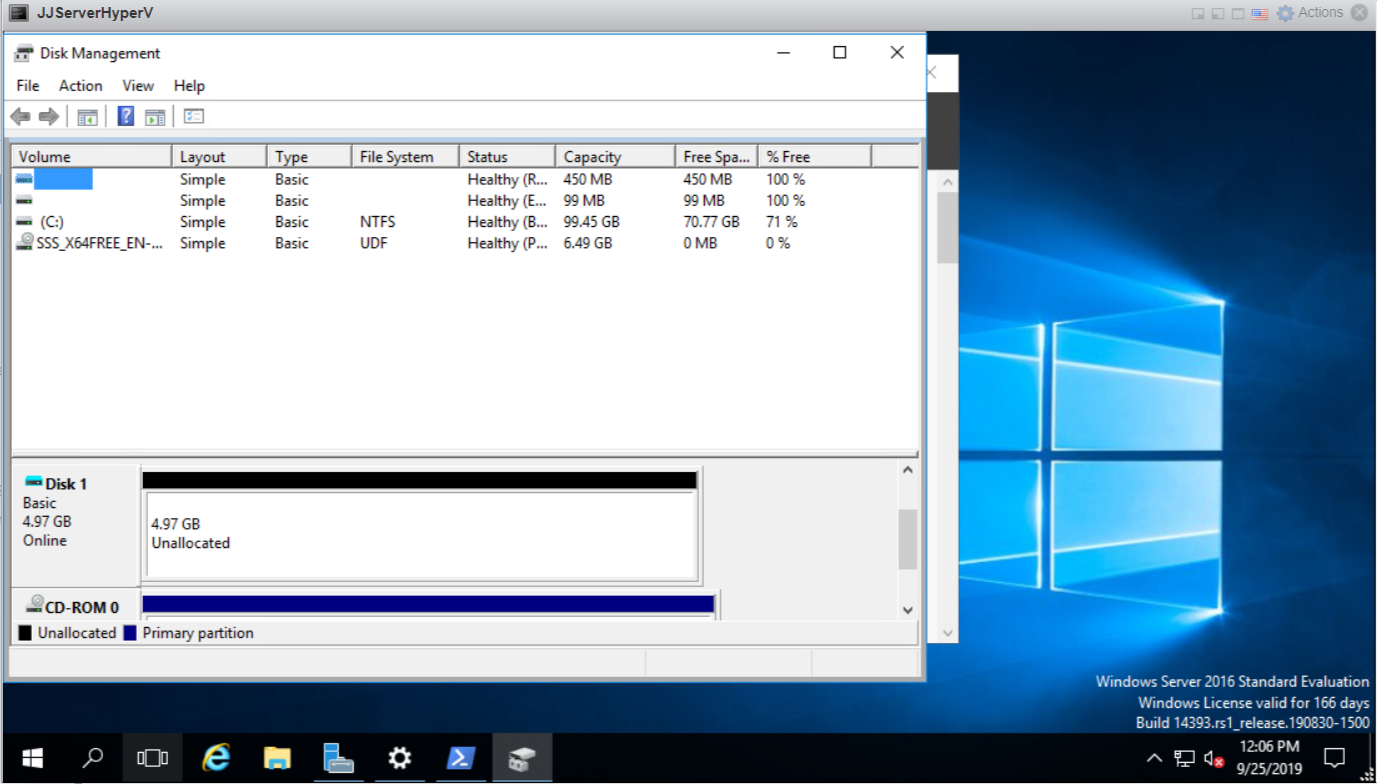 JJServerHyperV
Actions
Disk Management
File Action View Help
Volume Layout Type File System Status Capacity Free Spa... % Free
Simple Basic Healthy (R... 450 MB 450 MB 100 %
Simple Basic Healthy (E... 99 MB 99 MB 100 %
(C:) Simple Basic NTFS Healthy (B... 99.45 GB 70.77 GB 71 %
SSS_X64FREE_EN-... Simple Basic UDF Healthy (P... 6.49 GB 0 MB 0 %
Disk 1
Basic
4.97 GB
Online
4.97 GB
Unallocated
CD-ROM 0
Unallocated Primary partition
Windows Server 2016 Standard Evaluation
Windows License valid for 166 days
Build 14393.rs1_release.190830-1500
12:06 PM
9/25/2019